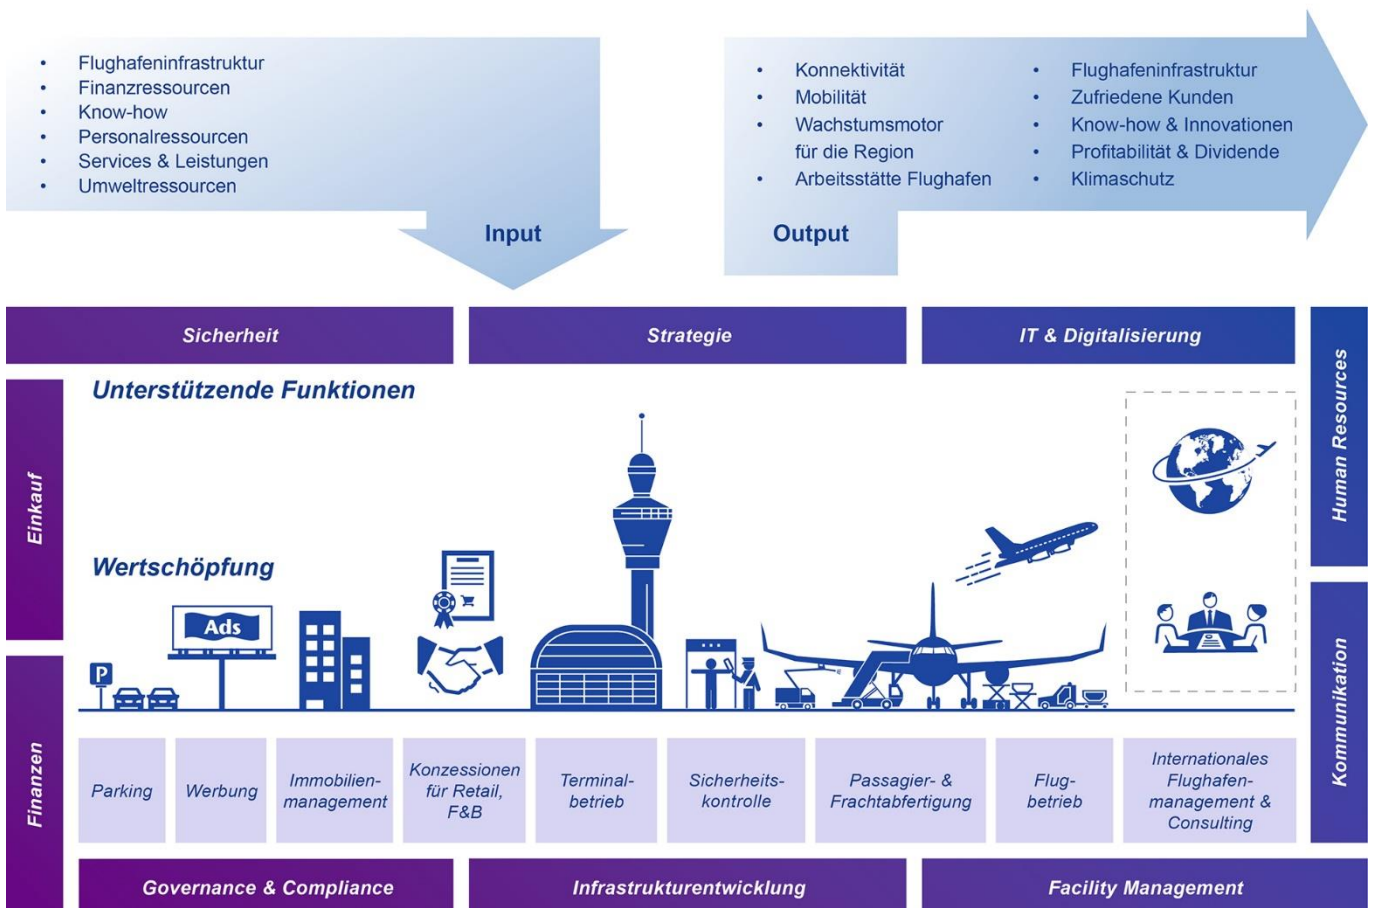 • Flughafeninfrastruktur
• Finanzressourcen
• Know-how
• Personalressourcen
• Services & Leistungen
• Umweltressourcen
Input
• Konnektivität
• Mobilität
• Wachstumsmotor
für die Region
• Arbeitsstätte Flughafen
• Flughafeninfrastruktur
• Zufriedene Kunden
• Know-how & Innovationen
• Profitabilität & Dividende
• Klimaschutz
Output
Sicherheit
Strategie
IT & Digitalisierung
Human Resources
Kommunikation
Einkauf
Finanzen
Unterstützende Funktionen
Wertschöpfung
P
Ads
Parking
Werbung
Immobilien-
management
Konzessionen
für Retail,
F&B
Terminal-
betrieb
Sicherheits-
kontrolle
Passagier- &
Frachtabfertigung
Flug-
betrieb
Internationales
Flughafen-
management &
Consulting
Governance & Compliance
Infrastrukturentwicklung
Facility Management